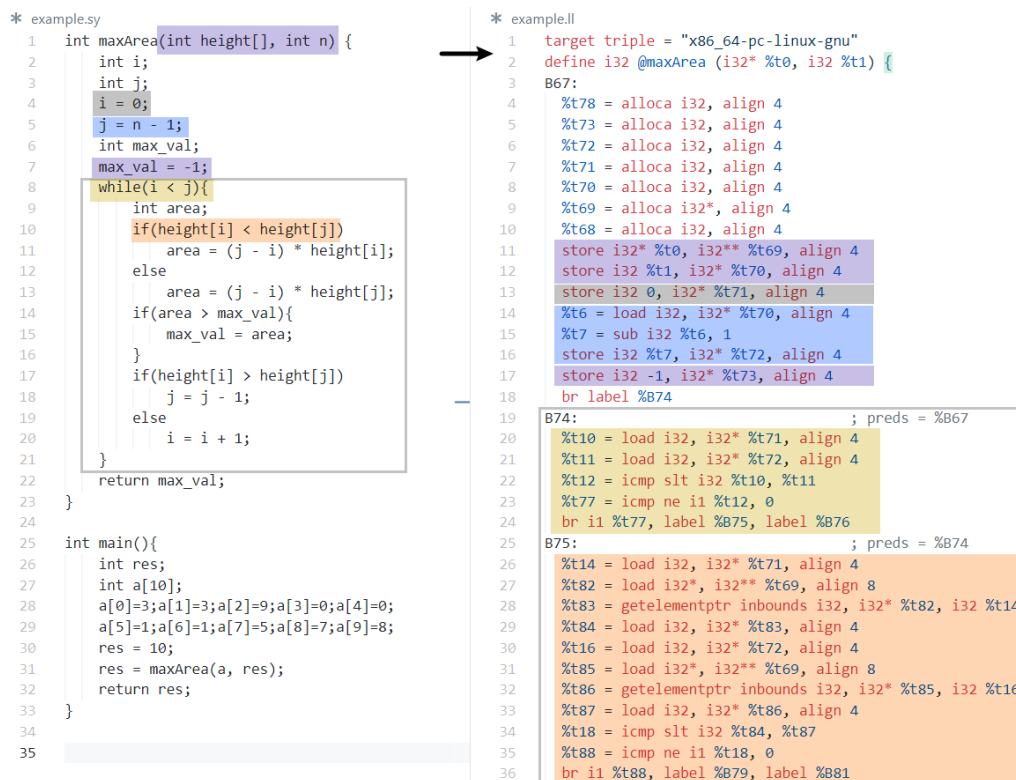 example.sy
1 int maxArea(int height[], int n) {
2 int i;
3 int j;
4 i = 0;
5 j = n - 1;
6 int max_val;
7 max_val = -1;
8 while(i < j){
9 int area;
10 if(height[i] < height[j])
11 area = (j - i) * height[i];
12 else
13 area = (j - i) * height[j];
14 if(area > max_val){
15 max_val = area;
16 }
17 if(height[i] > height[j])
18 j = j - 1;
19 else
20 i = i + 1;
21 }
22 return max_val;
23 }
24
25 int main(){
26 int res;
27 int a[10];
28 a[0]=3;a[1]=3;a[2]=9;a[3]=0;a[4]=0;
29 a[5]=1;a[6]=1;a[7]=5;a[8]=7;a[9]=8;
30 res = 10;
31 res = maxArea(a, res);
32 return res;
33 }
34
35
example.ll
1 target triple = "x86_64-pc-linux-gnu"
2 define i32 @maxArea (i32* %t0, i32 %t1) {
3 B67:
4 %t78 = alloca i32, align 4
5 %t73 = alloca i32, align 4
6 %t72 = alloca i32, align 4
7 %t71 = alloca i32, align 4
8 %t70 = alloca i32, align 4
9 %t69 = alloca i32*, align 4
10 %t68 = alloca i32, align 4
11 store i32* %t0, i32** %t69, align 4
12 store i32 %t1, i32* %t70, align 4
13 store i32 0, i32* %t71, align 4
14 %t6 = load i32, i32* %t70, align 4
15 %t7 = sub i32 %t6, 1
16 store i32 %t7, i32* %t72, align 4
17 store i32 -1, i32* %t73, align 4
18 br label %B74
19 B74: ; preds = %B67
20 %t10 = load i32, i32* %t71, align 4
21 %t11 = load i32, i32* %t72, align 4
22 %t12 = icmp slt i32 %t10, %t11
23 %t77 = icmp ne i1 %t12, 0
24 br i1 %t77, label %B75, label %B76
25 B75: ; preds = %B74
26 %t14 = load i32, i32* %t71, align 4
27 %t82 = load i32*, i32** %t69, align 8
28 %t83 = getelementptr inbounds i32, i32* %t82, i32 %t14
29 %t84 = load i32, i32* %t83, align 4
30 %t16 = load i32, i32* %t72, align 4
31 %t85 = load i32*, i32** %t69, align 8
32 %t86 = getelementptr inbounds i32, i32* %t85, i32 %t16
33 %t87 = load i32, i32* %t86, align 4
34 %t18 = icmp slt i32 %t84, %t87
35 %t88 = icmp ne i1 %t18, 0
36 br i1 %t88, label %B79, label %B81